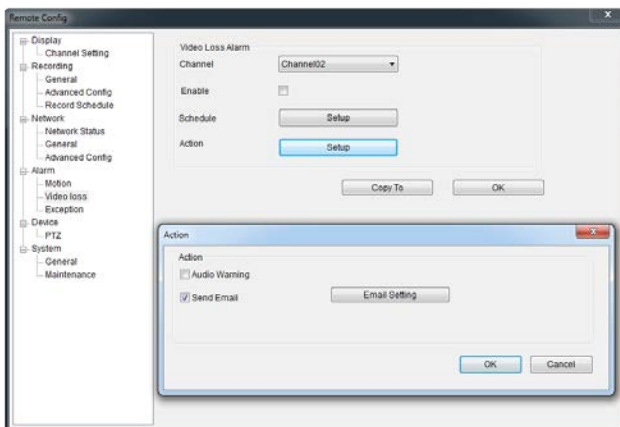 Remote Config
x
Display
Channel Setting
Recording
General
Advanced Config
Record Schedule
Network
Network Status
General
Advanced Config
Alarm
Motion
Video loss
Exception
Device
PTZ
System
General
Maintenance
Video Loss Alarm
Channel
Channel02
Enable
Schedule
Setup
Action
Setup
Copy To
OK
Action
x
Action
Audio Warning
Send Email
Email Setting
OK
Cancel